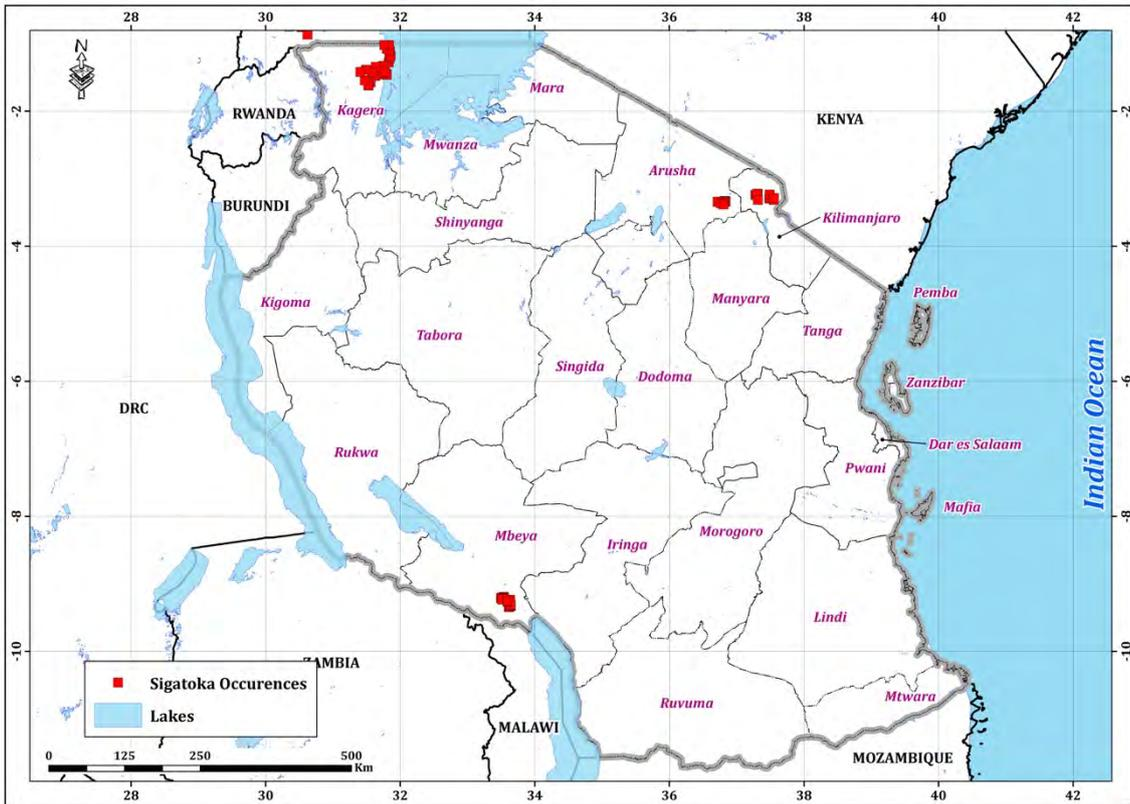 28 30 32 34 36 38 40 42
N
Mara
-2
-2
RWANDA
Kagera
KENYA
Mwanza
Arusha
BURUNDI
Shinyanga
Kilimanjaro
-4
-4
Kigoma
Manyara
Pemba
Tabora
Tanga
Singida
Dodoma
-6
-6
Zanzibar
DRC
Dar es Salaam
Rukwa
Pwani
Indian Ocean
Mafia
-8
-8
Mbeya
Iringa
Morogoro
Lindi
-10
-10
ZAMBIA
Sigatoka Occurences
Lakes
Ruvuma
Mtwara
MALAWI
MOZAMBIQUE
0 125 250 500
Km
28 30 32 34 36 38 40 42